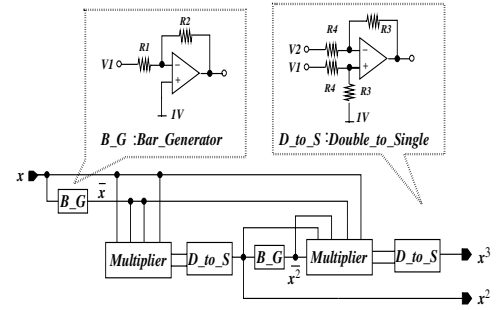 R2
R1
V1
1V
B_G :Bar_Generator
R3
R4
V2
V1
R4
R3
1V
D_to_S :Double_to_Single
x
B_G
x̅
Multiplier
D_to_S
B_G
x̅²
Multiplier
D_to_S
x³
x²